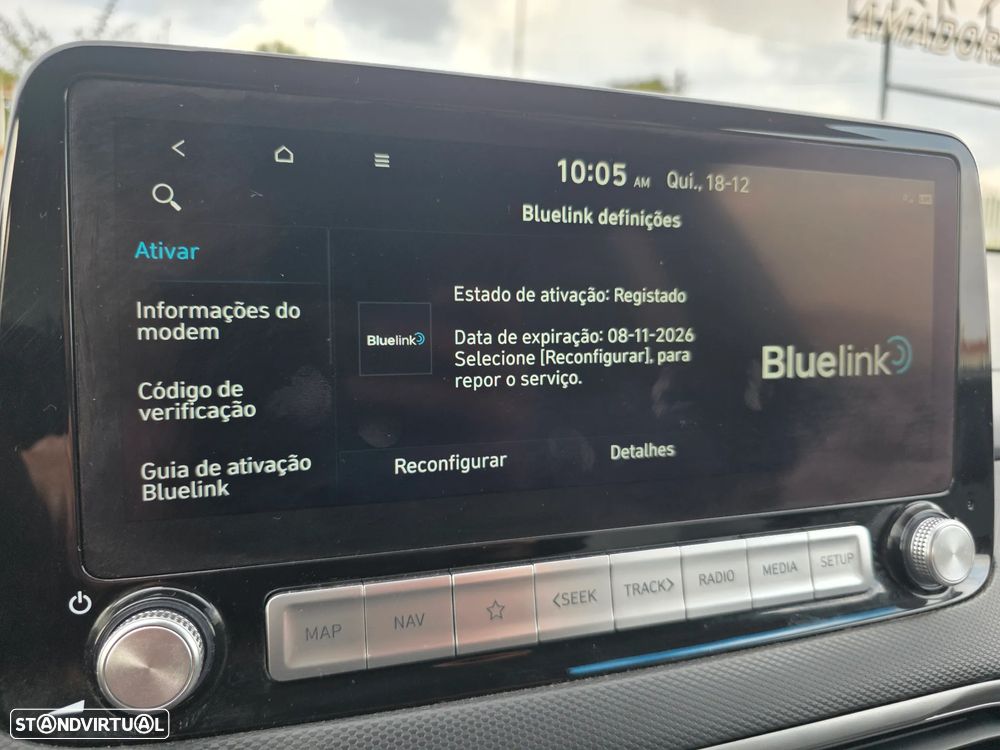 AMADOR
10:05 AM Qui., 18-12
Bluelink definições
Ativar
Informações do
modem
Código de
verificação
Guia de ativação
Bluelink
Bluelink
Estado de ativação: Registado
Data de expiração: 08-11-2026
Selecione [Reconfigurar], para
repor o serviço.
Bluelink
Reconfigurar
Detalhes
MAP
NAV
<SEEK
TRACK>
RADIO
MEDIA
SETUP
STANDVIRTUAL